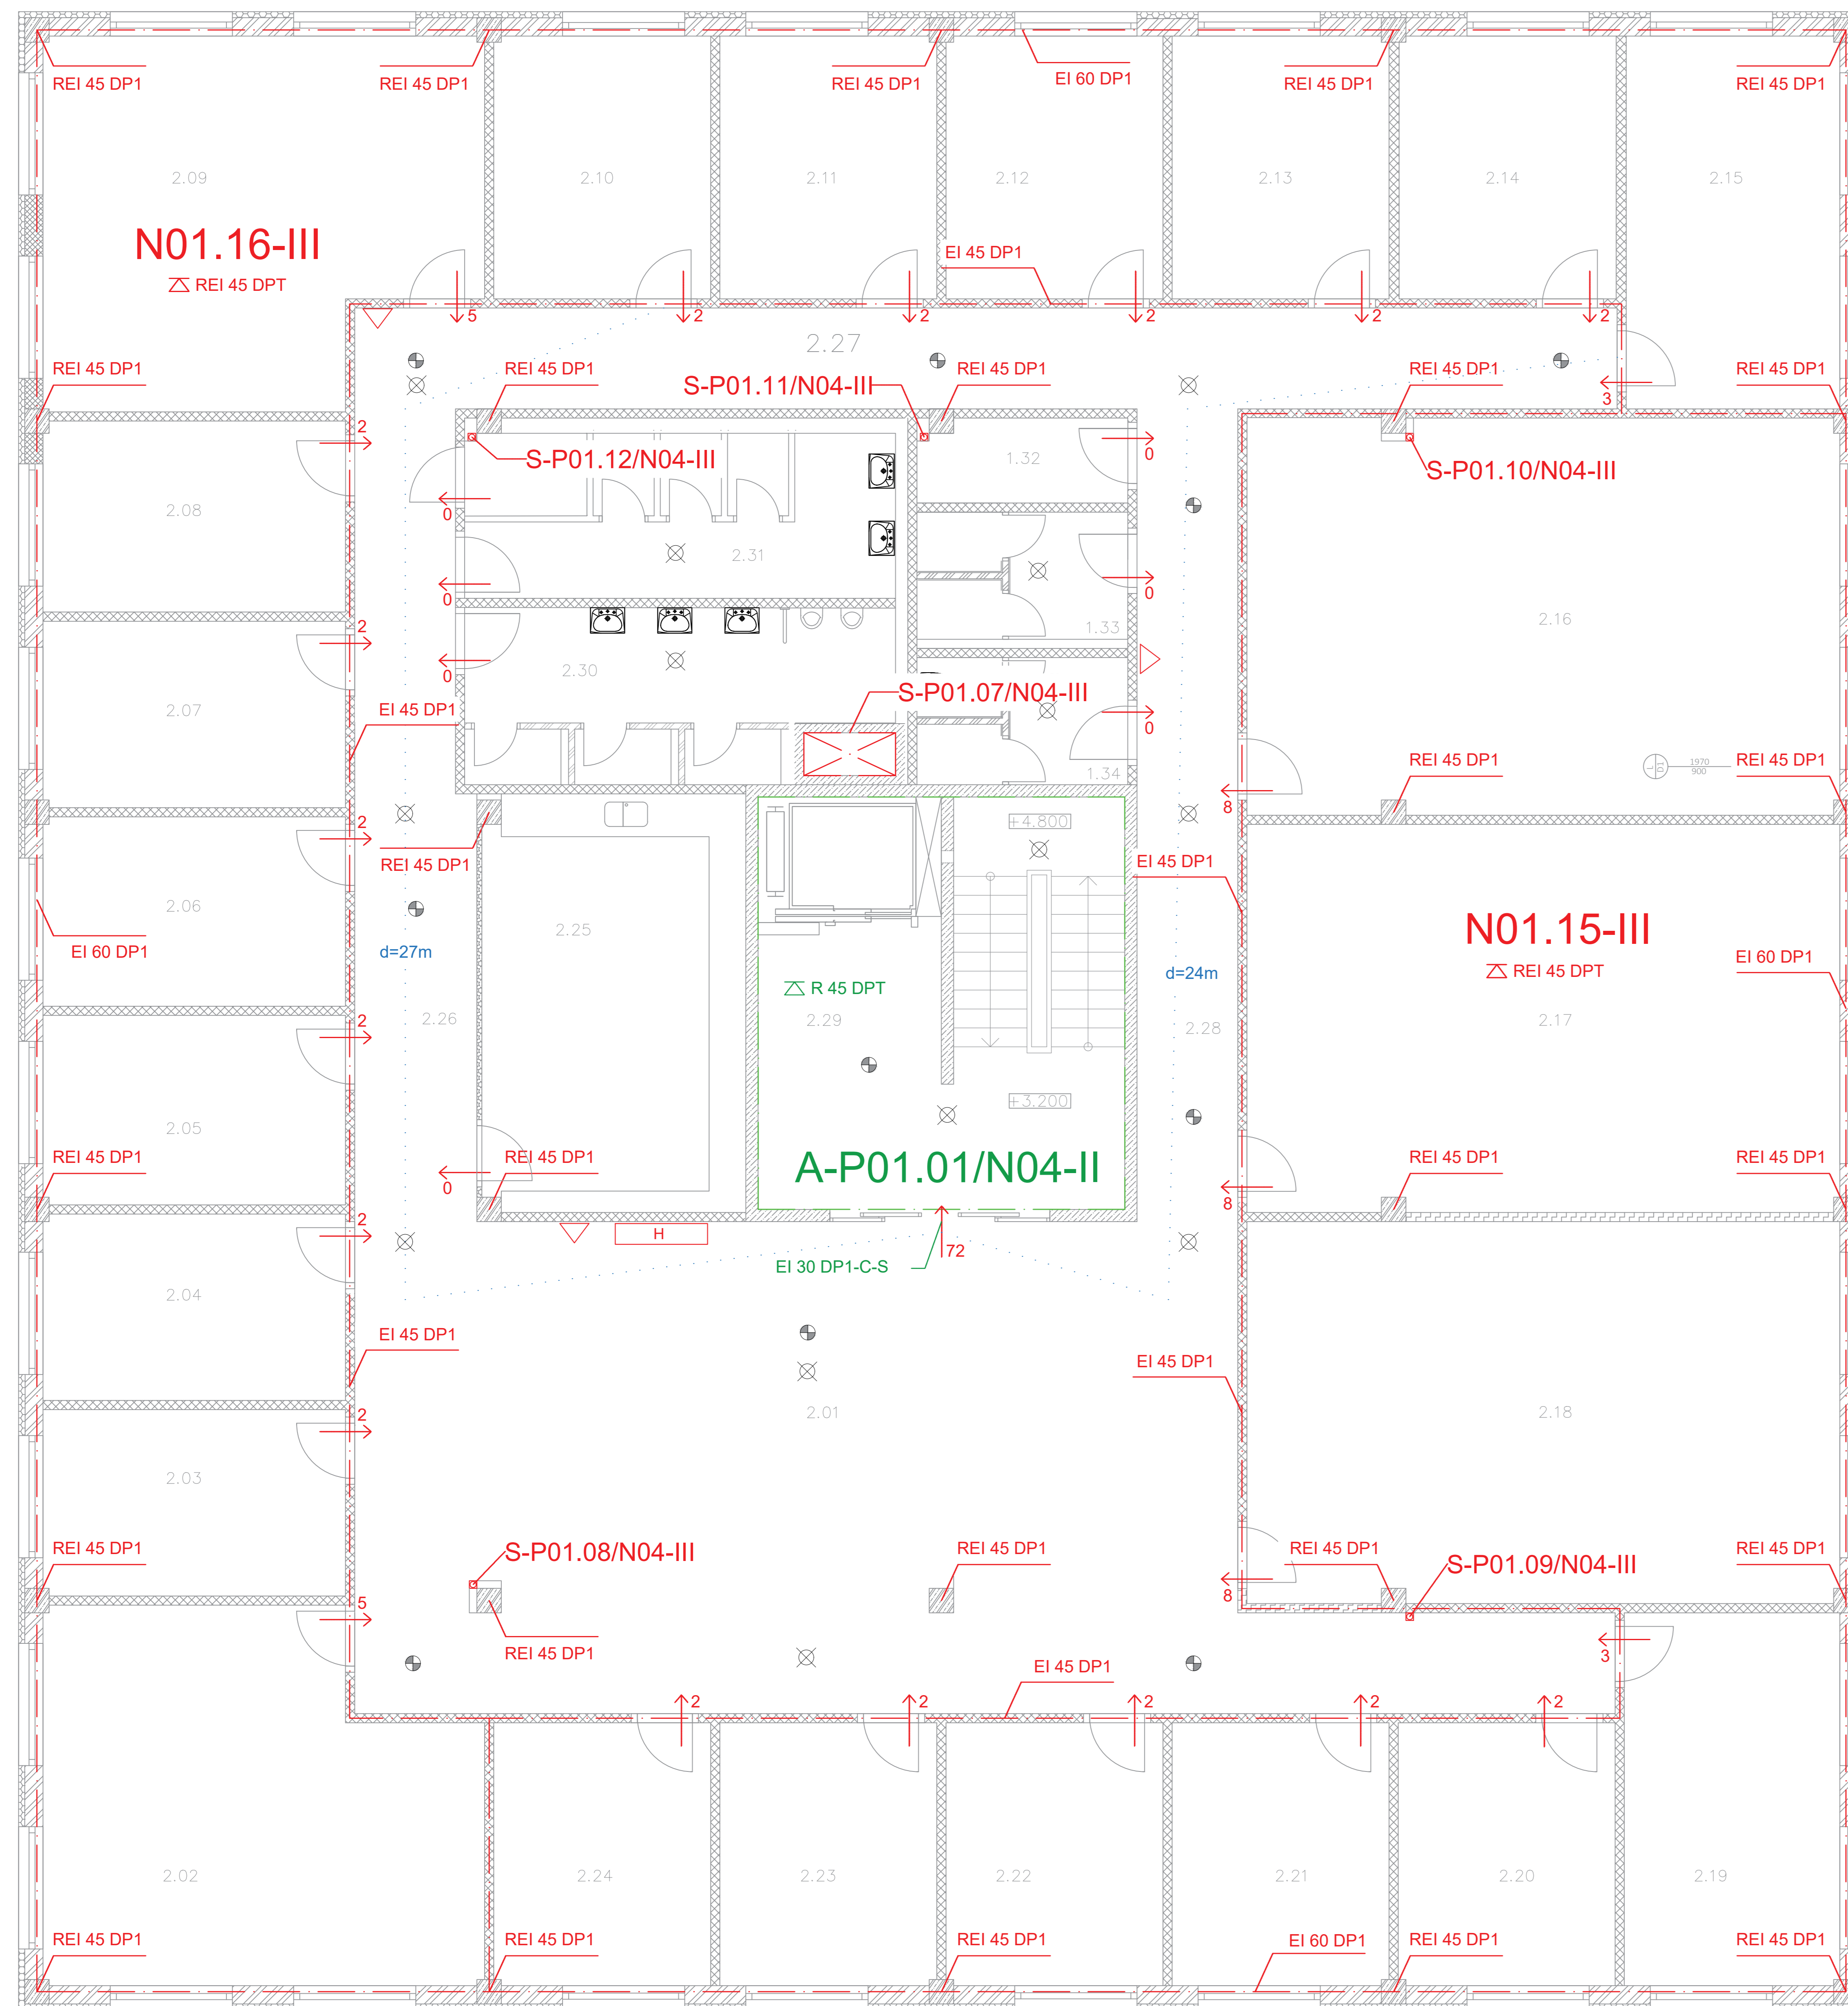 REI 45 DP1
REI 45 DP1
REI 45 DP1
EI 60 DP1
REI 45 DP1
REI 45 DP1
2.09
2.10
2.11
2.12
2.13
2.14
2.15
N01.16-III
REI 45 DPT
EI 45 DP1
5
2
2
2
2
2
2.27
REI 45 DP1
REI 45 DP1
S-P01.11/N04-III
REI 45 DP1
REI 45 DP1
REI 45 DP1
3
2
0
S-P01.12/N04-III
1.32
0
S-P01.10/N04-III
2.08
2.31
0
0
2
2.16
1.33
0
2.30
S-P01.07/N04-III
2.07
EI 45 DP1
0
1.34
REI 45 DP1
1970
900
REI 45 DP1
8
2
+4.800
REI 45 DP1
EI 45 DP1
2.06
2.25
N01.15-III
EI 60 DP1
d=27m
EI 60 DP1
d=24m
REI 45 DPT
R 45 DPT
2
2.26
2.29
2.28
2.17
+3.200
2.05
REI 45 DP1
REI 45 DP1
A-P01.01/N04-II
REI 45 DP1
REI 45 DP1
0
8
2
H
72
EI 30 DP1-C-S
2.04
EI 45 DP1
EI 45 DP1
2
2.01
2.18
2.03
REI 45 DP1
S-P01.08/N04-III
REI 45 DP1
REI 45 DP1
S-P01.09/N04-III
REI 45 DP1
8
5
REI 45 DP1
3
EI 45 DP1
2
2
2
2
2
2.02
2.24
2.23
2.22
2.21
2.20
2.19
REI 45 DP1
REI 45 DP1
REI 45 DP1
EI 60 DP1
REI 45 DP1
REI 45 DP1